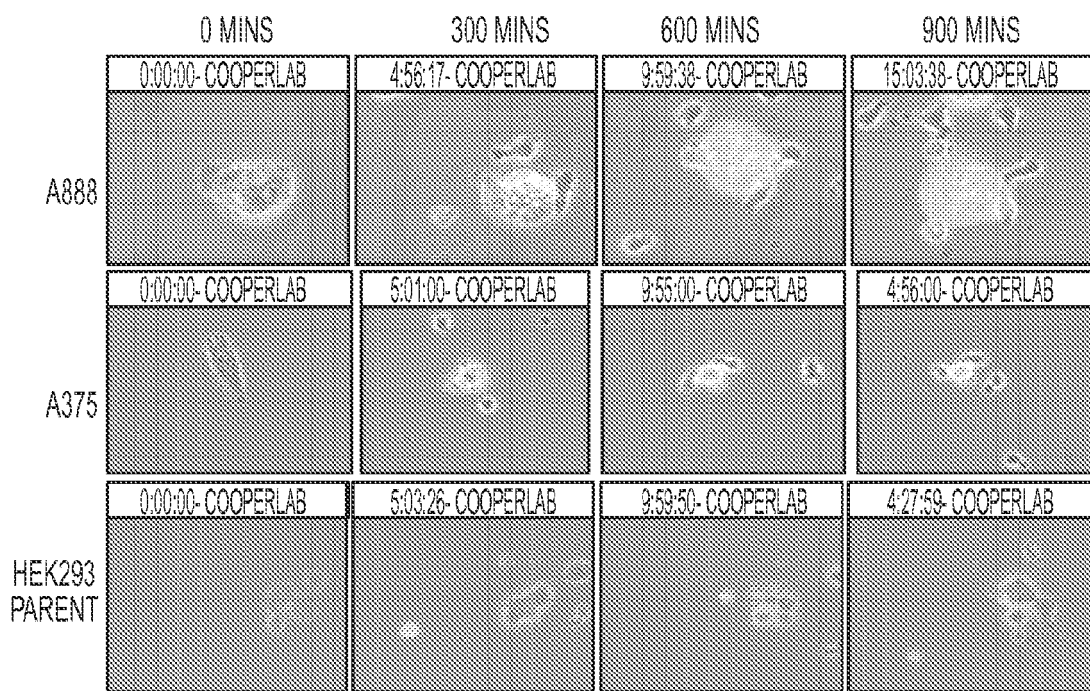 0 MINS 300 MINS 600 MINS 900 MINS
0:00:00- COOPERLAB 4:56:17- COOPERLAB 9:59:38- COOPERLAB 15:03:38- COOPERLAB
A888
0:00:00- COOPERLAB 5:01:00- COOPERLAB 9:55:00- COOPERLAB 4:56:00- COOPERLAB
A375
0:00:00- COOPERLAB 5:03:26- COOPERLAB 9:59:50- COOPERLAB 4:27:59- COOPERLAB
HEK293
PARENT